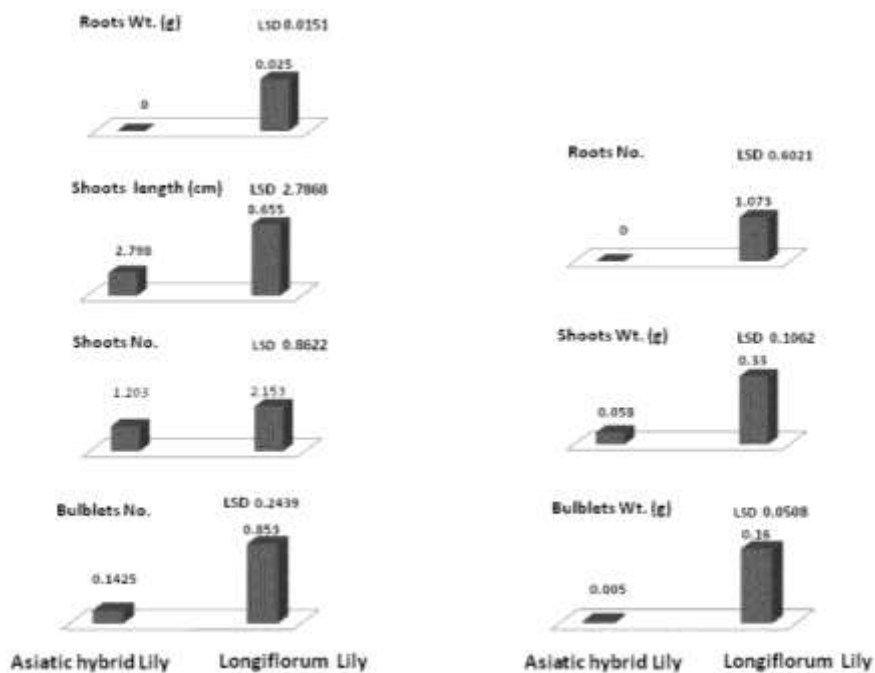 Roots Wt. (g) LSD 0.0151
0.025
0
Shoots length (cm) LSD 2.7868
8.655
2.798
Shoots No. LSD 0.8622
1.203 2.153
Bulblets No. LSD 0.2439
0.853
0.1425
Asiatic hybrid Lily Longiflorum Lily
Roots No. LSD 0.6021
1.073
0
Shoots Wt. (g) LSD 0.1062
0.33
0.058
Bulblets Wt. (g) LSD 0.0508
0.16
0.005
Asiatic hybrid Lily Longiflorum Lily